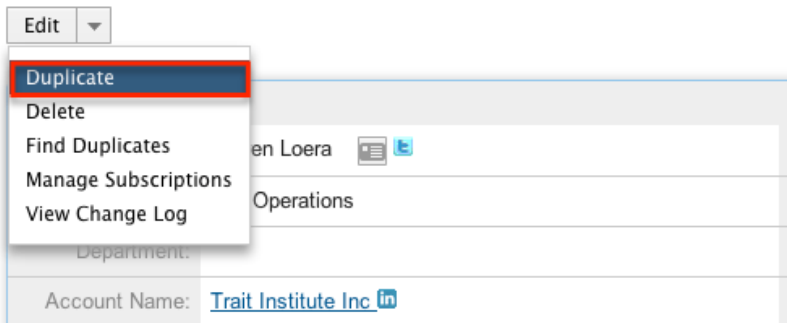 Edit
Duplicate
Delete
Find Duplicates
en Loera
Manage Subscriptions
Operations
View Change Log
Department:
Account Name: Trait Institute Inc